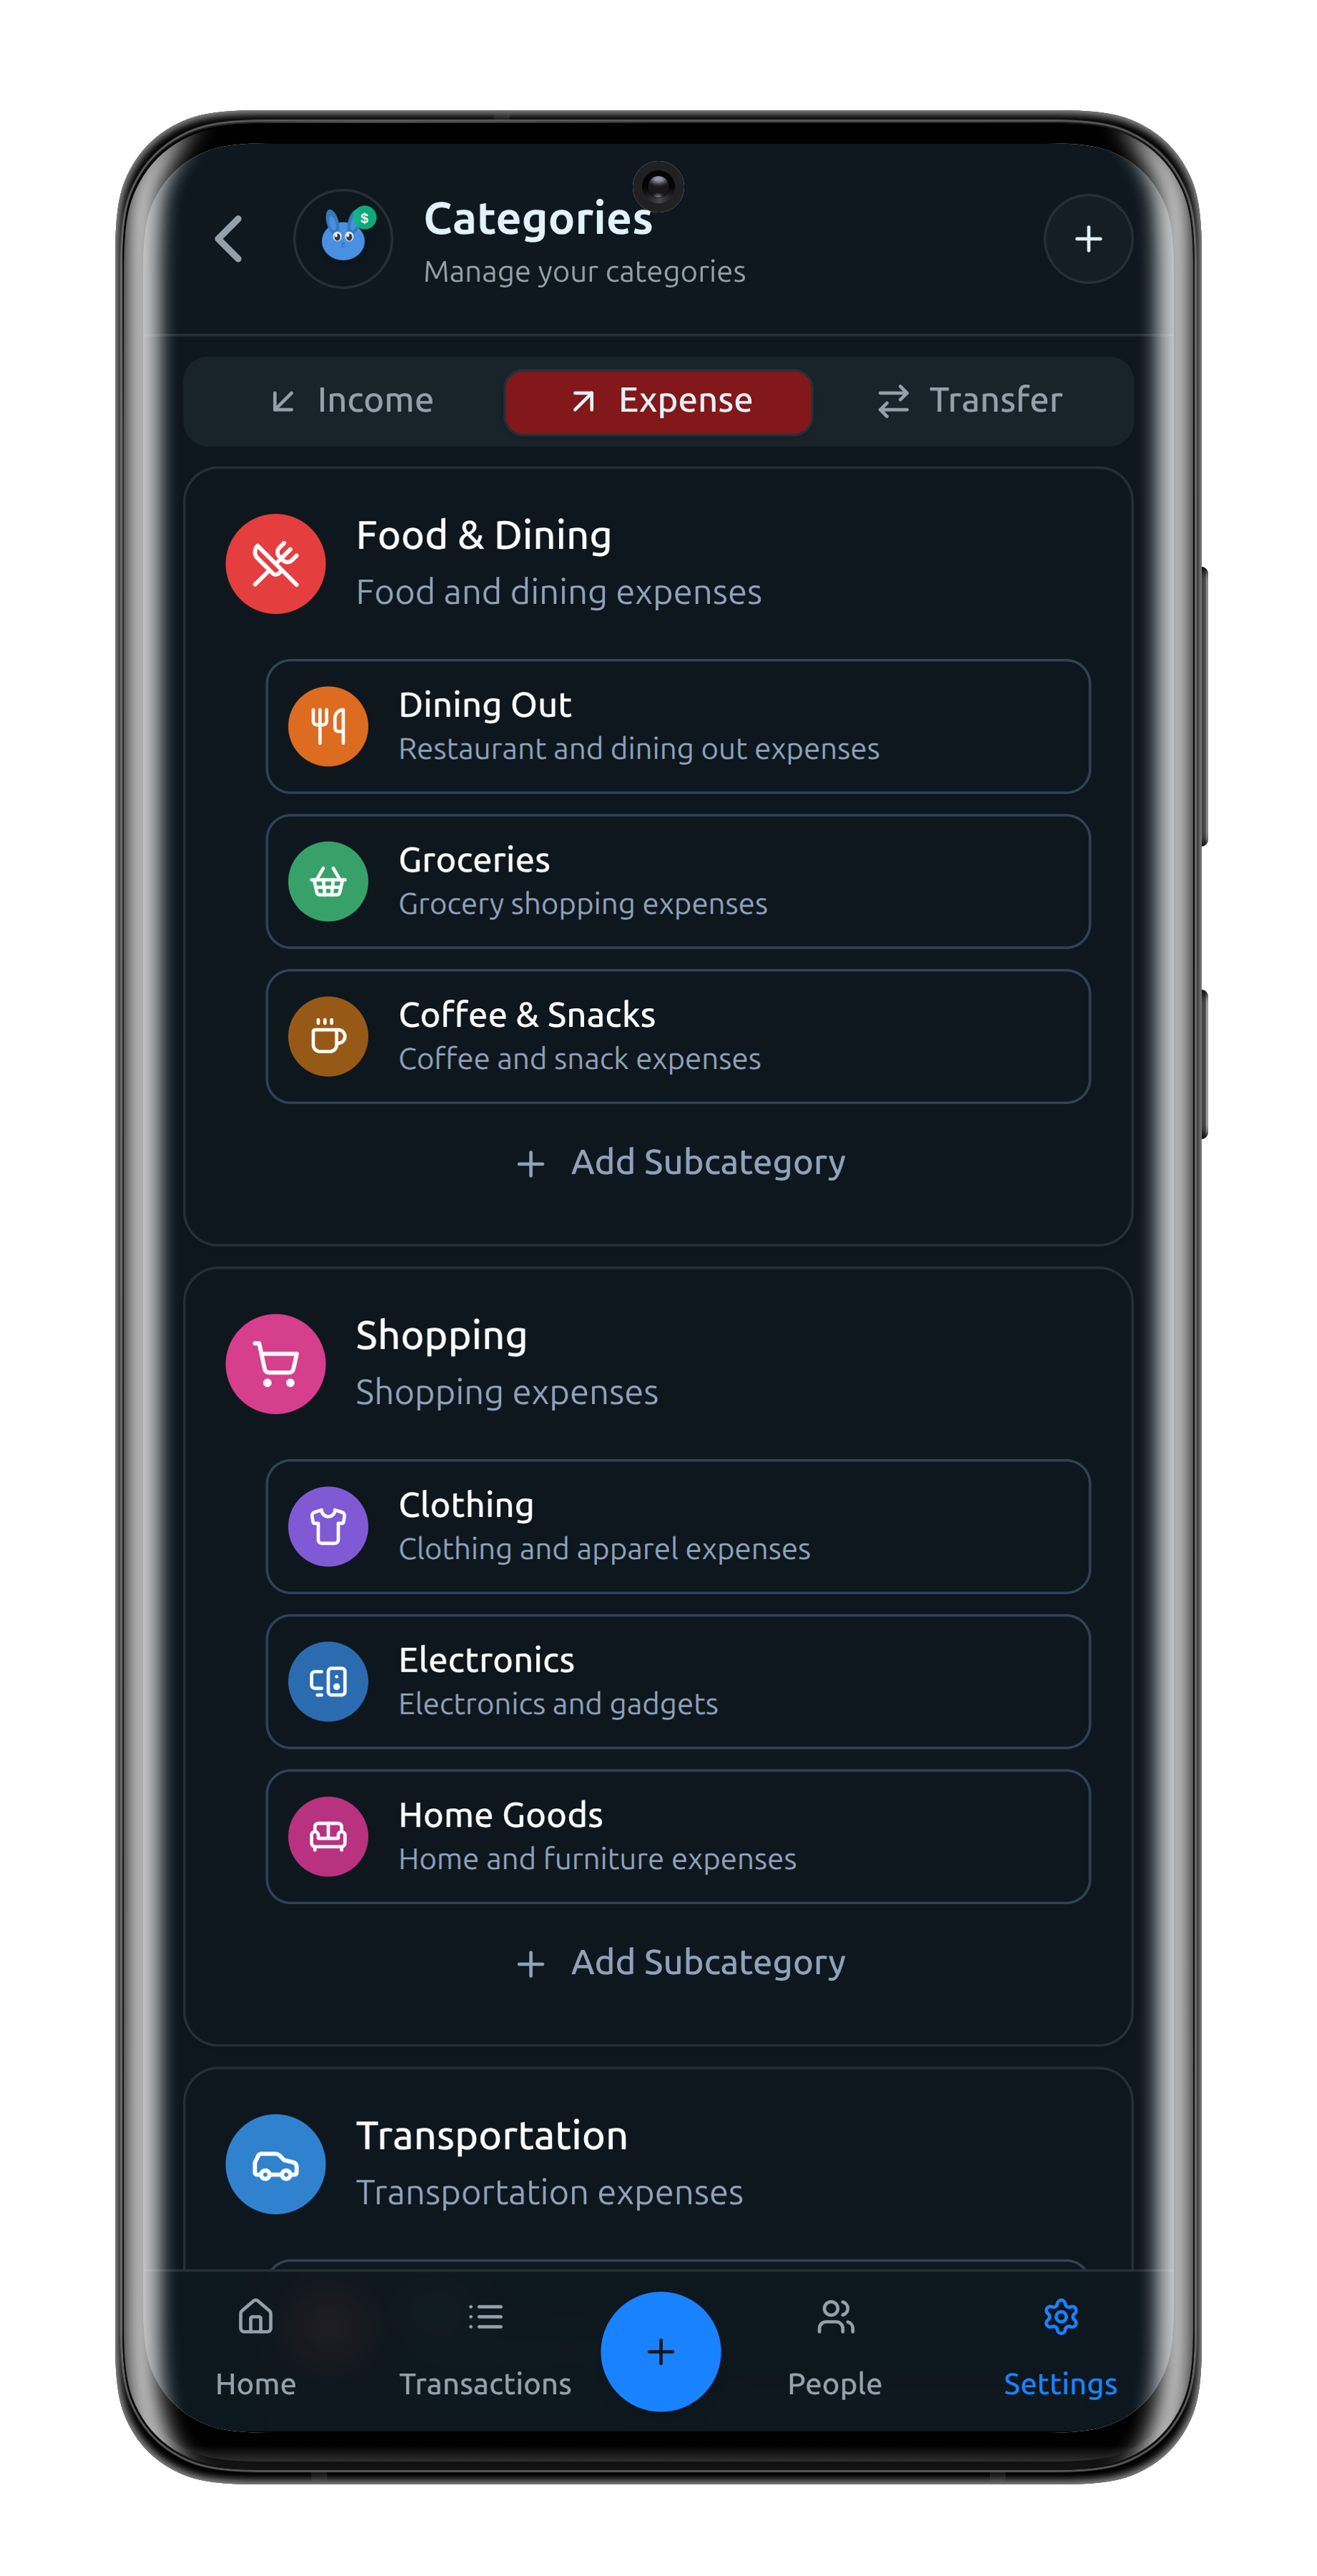 $
Categories
Manage your categories
Income
Expense
Transfer
Food & Dining
Food and dining expenses
Dining Out
Restaurant and dining out expenses
Groceries
Grocery shopping expenses
Coffee & Snacks
Coffee and snack expenses
Add Subcategory
Shopping
Shopping expenses
Clothing
Clothing and apparel expenses
Electronics
Electronics and gadgets
Home Goods
Home and furniture expenses
Add Subcategory
Transportation
Transportation expenses
Home
Transactions
People
Settings